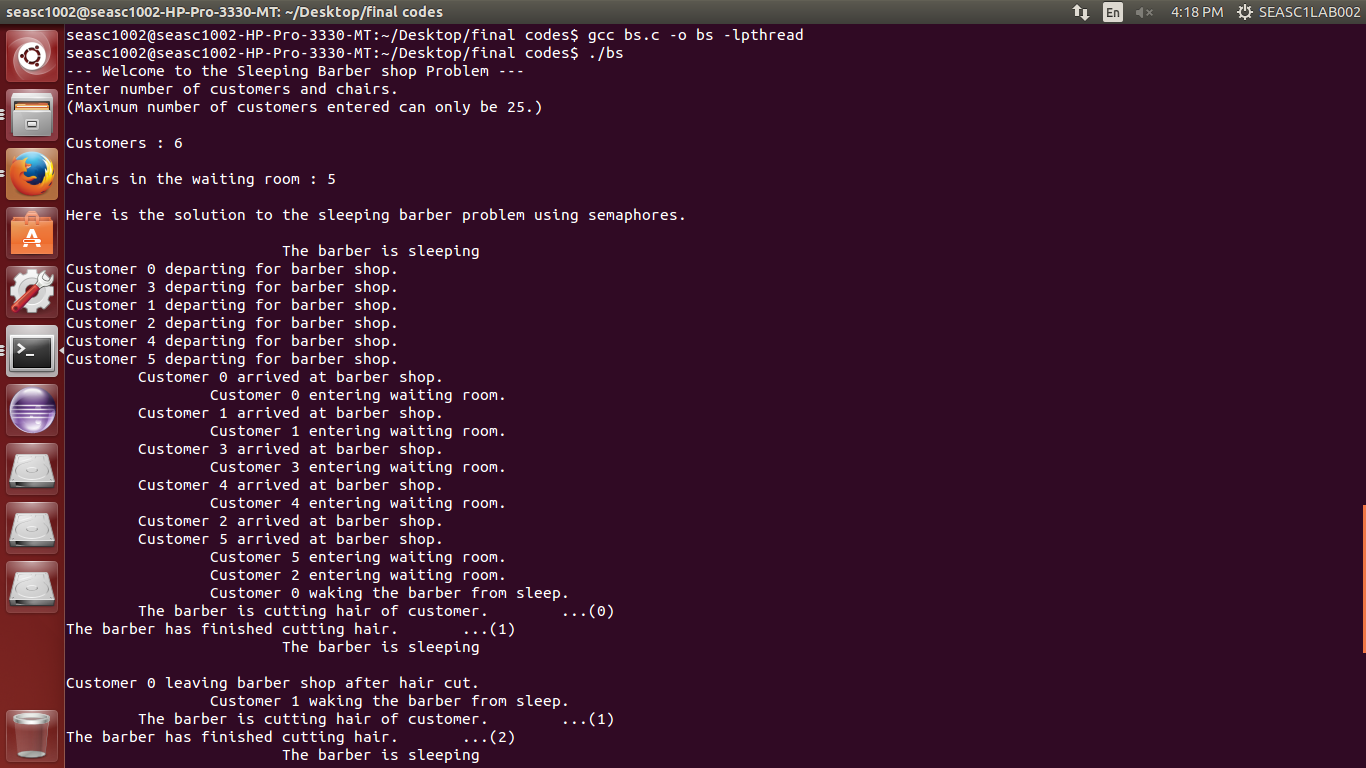 seasc1002@seasc1002-HP-Pro-3330-MT: ~/Desktop/final codes
En
4:18 PM
SEASC1LAB002
seasc1002@seasc1002-HP-Pro-3330-MT:~/Desktop/final codes$ gcc bs.c -o bs -lpthread
seasc1002@seasc1002-HP-Pro-3330-MT:~/Desktop/final codes$ ./bs
--- Welcome to the Sleeping Barber shop Problem ---
Enter number of customers and chairs.
(Maximum number of customers entered can only be 25.)
Customers : 6
Chairs in the waiting room : 5
Here is the solution to the sleeping barber problem using semaphores.
The barber is sleeping
Customer 0 departing for barber shop.
Customer 3 departing for barber shop.
Customer 1 departing for barber shop.
Customer 2 departing for barber shop.
Customer 4 departing for barber shop.
Customer 5 departing for barber shop.
Customer 0 arrived at barber shop.
Customer 0 entering waiting room.
Customer 1 arrived at barber shop.
Customer 1 entering waiting room.
Customer 3 arrived at barber shop.
Customer 3 entering waiting room.
Customer 4 arrived at barber shop.
Customer 4 entering waiting room.
Customer 2 arrived at barber shop.
Customer 5 arrived at barber shop.
Customer 5 entering waiting room.
Customer 2 entering waiting room.
Customer 0 waking the barber from sleep.
The barber is cutting hair of customer. ...(0)
The barber has finished cutting hair. ...(1)
The barber is sleeping
Customer 0 leaving barber shop after hair cut.
Customer 1 waking the barber from sleep.
The barber is cutting hair of customer. ...(1)
The barber has finished cutting hair. ...(2)
The barber is sleeping